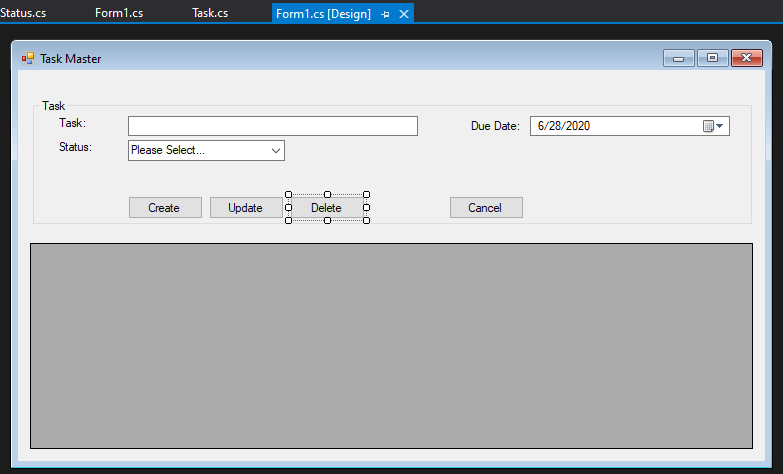 Status.cs Form1.cs Task.cs Form1.cs [Design]
Task Master
Task
Task: Due Date: 6/28/2020
Status: Please Select...
Create Update Delete Cancel